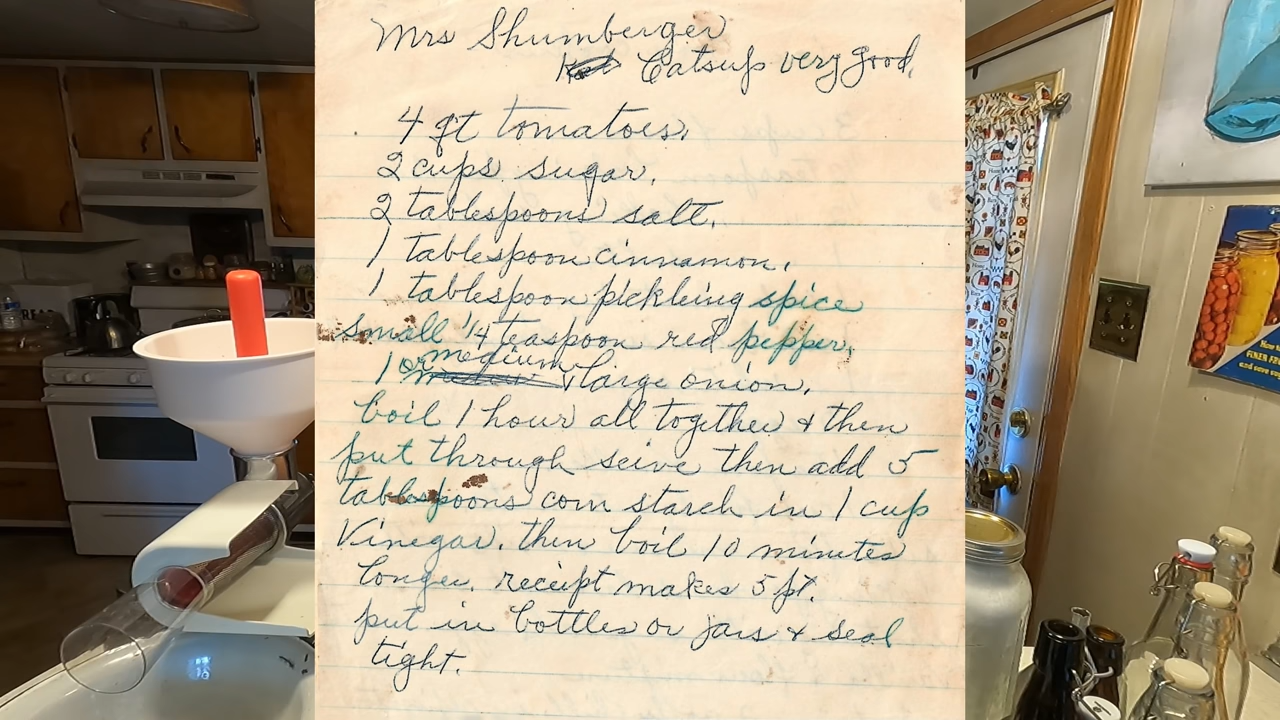 Mrs Shumberger
Catsup very good.
4 qt tomatoes.
2 cups sugar.
2 tablespoons salt.
1 tablespoon cinnamon.
1 tablespoon pickleing spice
small 1/4 teaspoon red pepper.
1 or medium large onion.
boil 1 hour all together & then
put through seive then add 5
tablespoons corn starch in 1 cup
Vinegar. then boil 10 minutes
longer. receipt makes 5 pt.
put in bottles or jars & seal
tight.